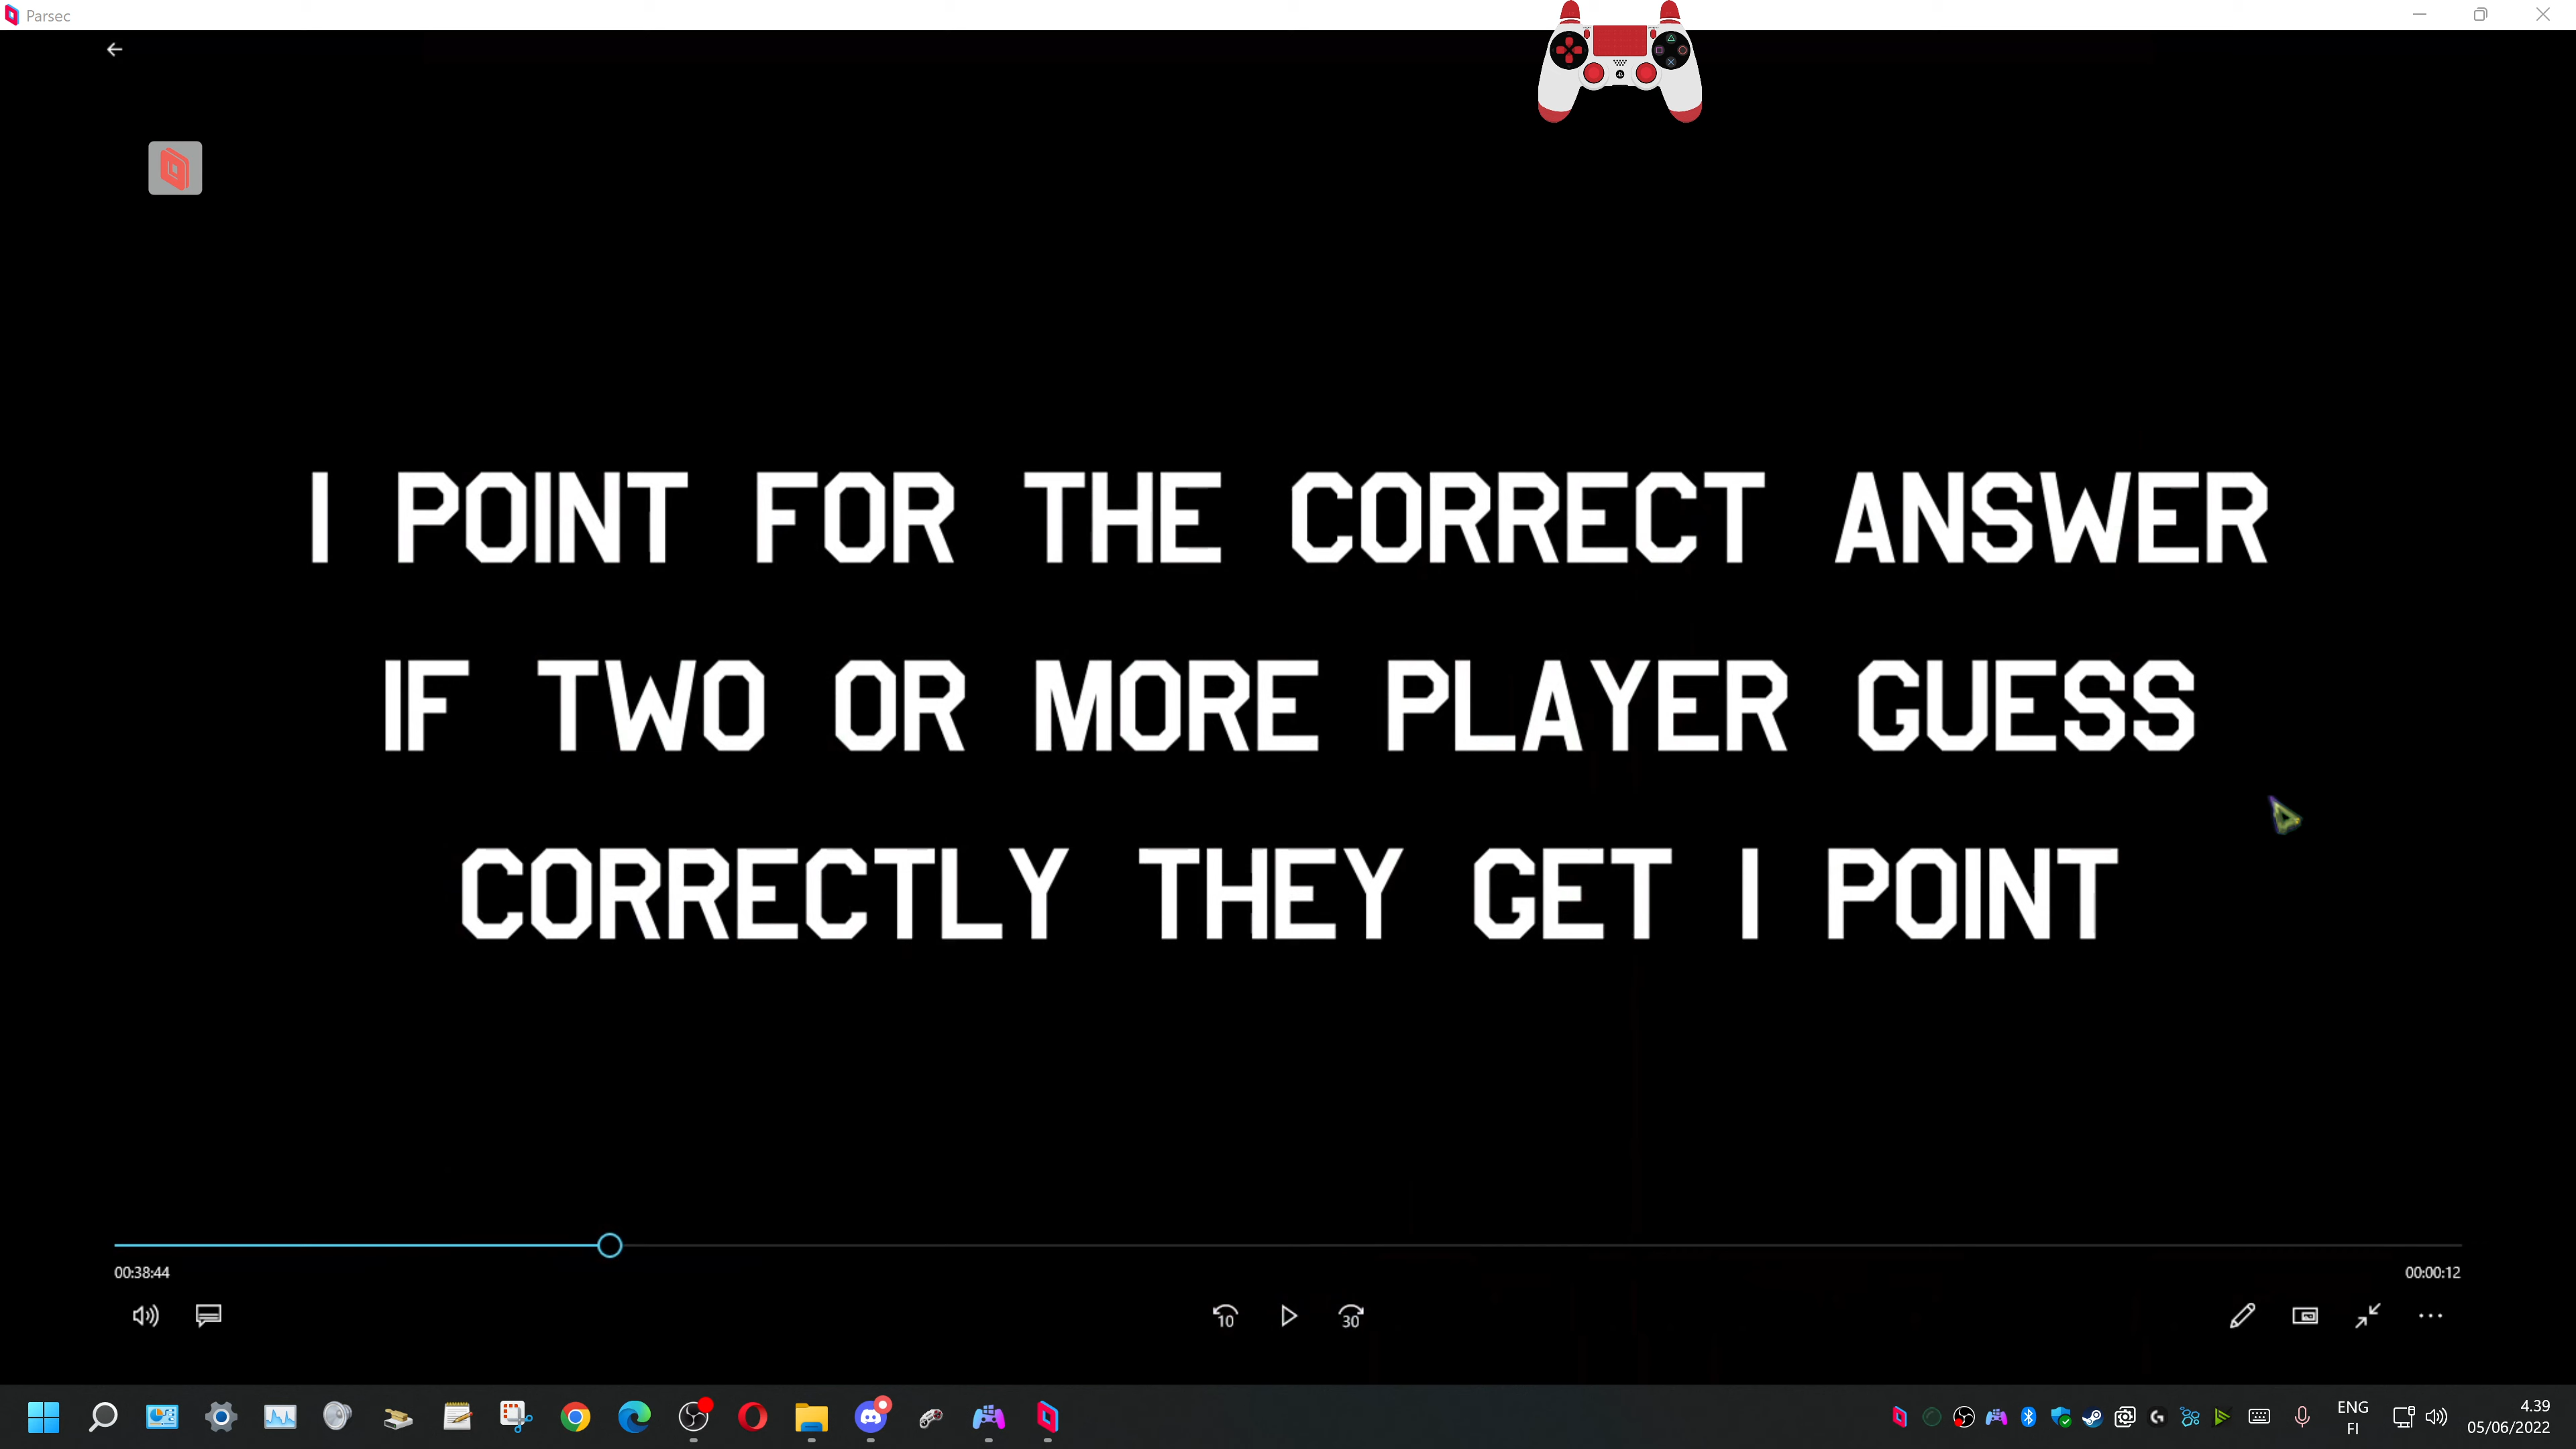 Parsec
I POINT FOR THE CORRECT ANSWER
IF TWO OR MORE PLAYER GUESS
CORRECTLY THEY GET I POINT
00:38:44
00:00:12
10
30
ENG
FI
4.39
05/06/2022